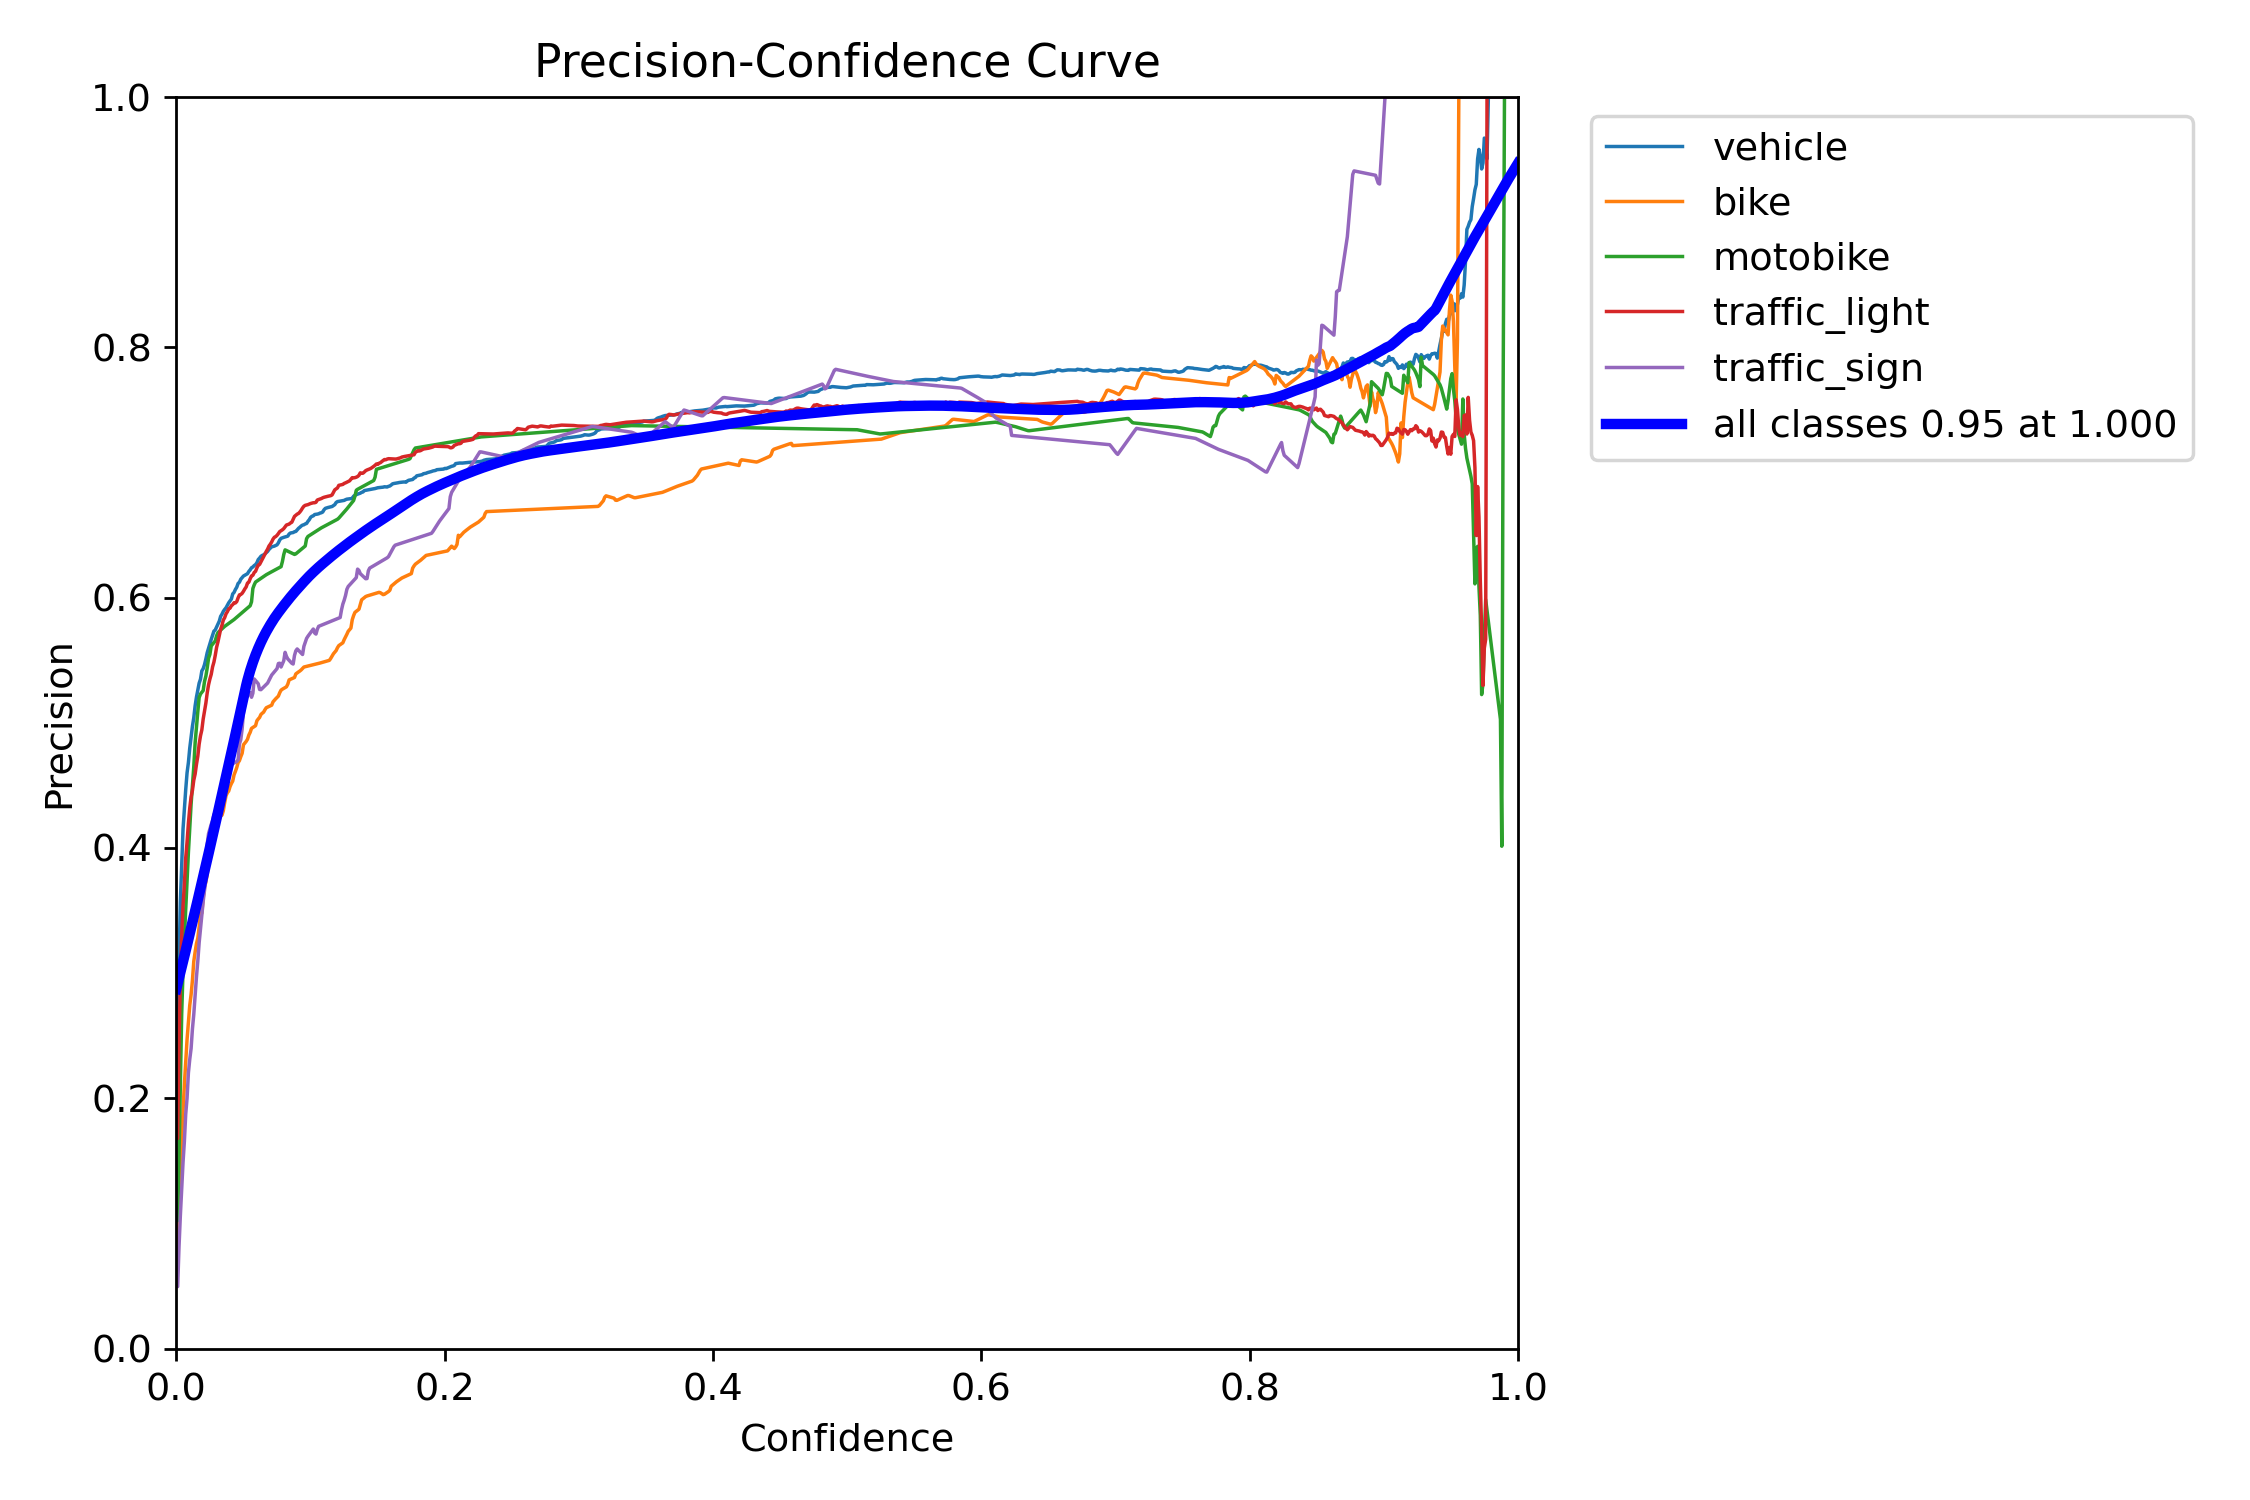 Precision-Confidence Curve
1.0
0.8
0.6
0.4
0.2
0.0
Precision
0.0 0.2 0.4 0.6 0.8 1.0
Confidence
vehicle
bike
motobike
traffic_light
traffic_sign
all classes 0.95 at 1.000